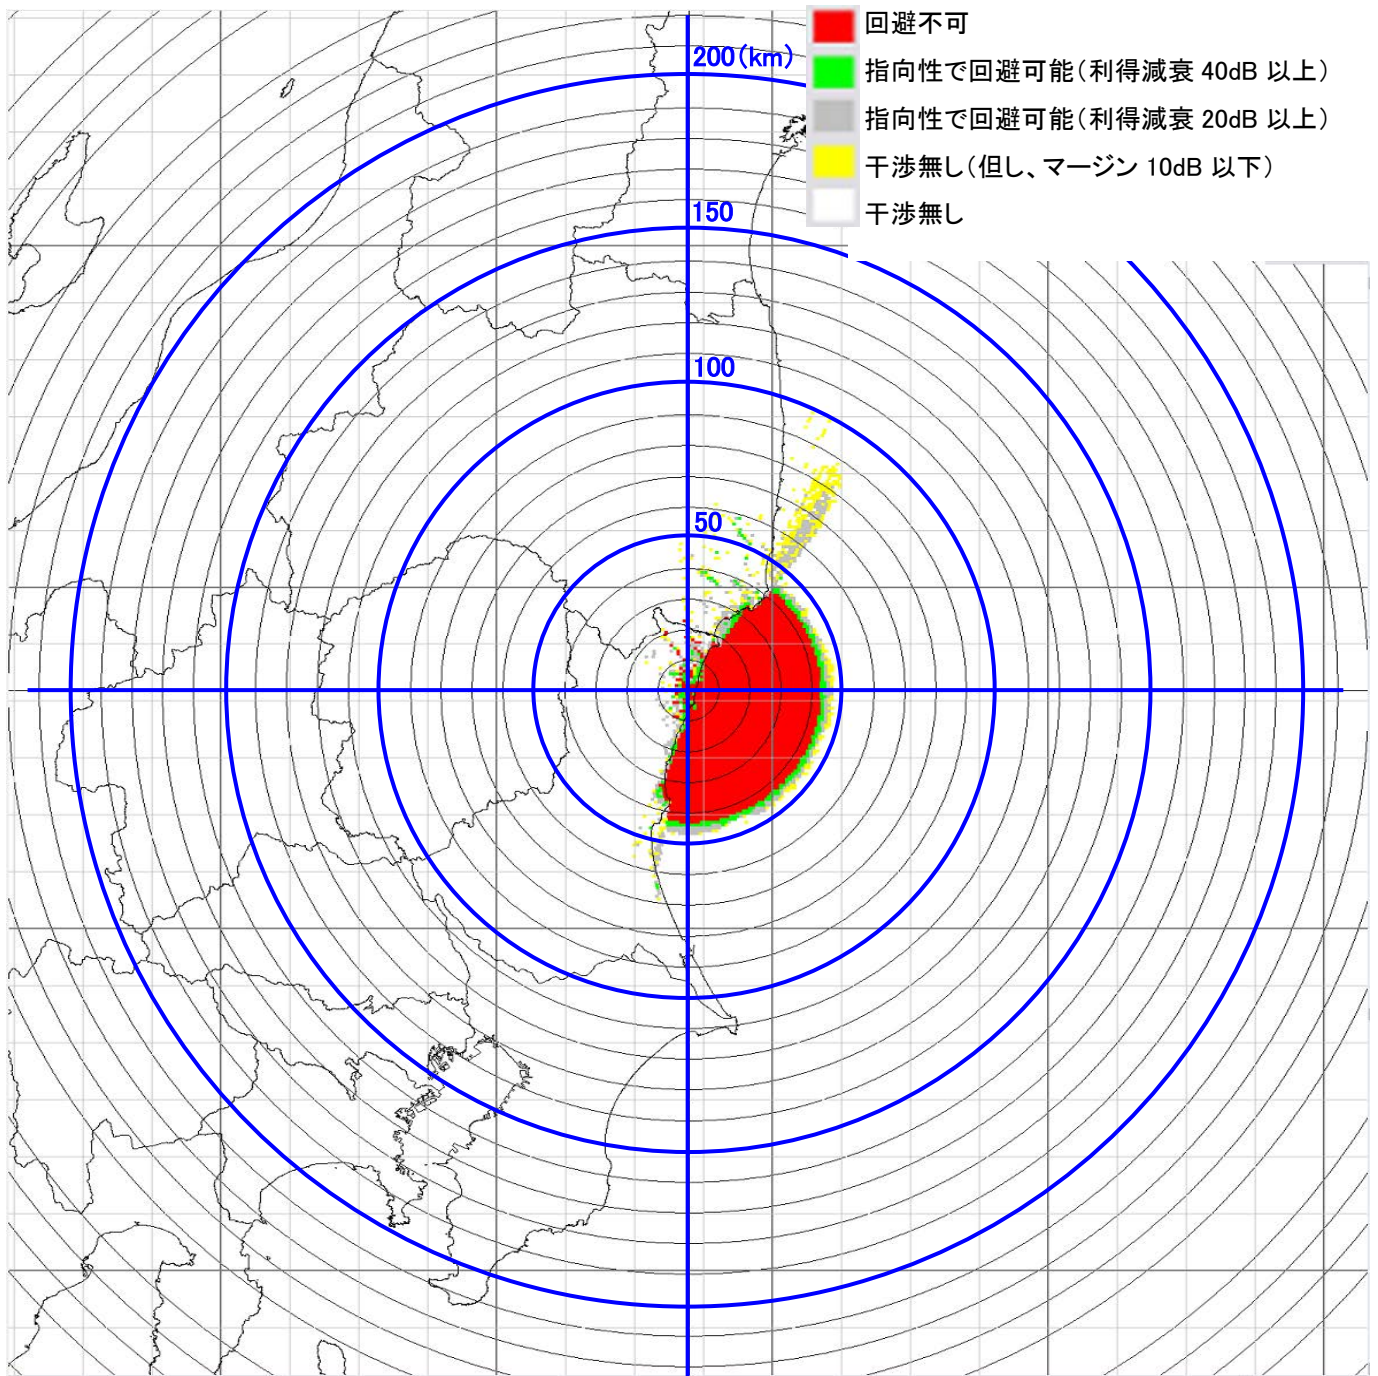 回避不可
200(km)
指向性で回避可能(利得減衰 40dB 以上)
指向性で回避可能(利得減衰 20dB 以上)
干渉無し(但し、マージン 10dB 以下)
150
干渉無し
100
50